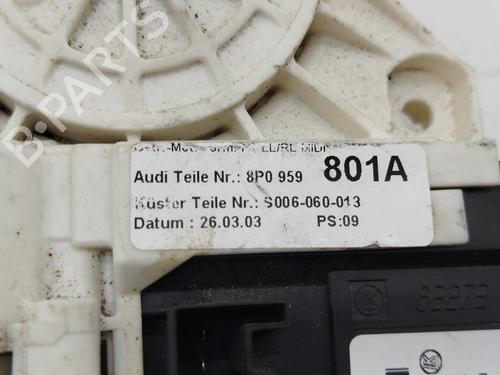 B-PARTS
Audi Teile Nr.: 8P0 959 801A
Küster Teile Nr.: S006-060-013
Datum : 26.03.03 PS:09
63273